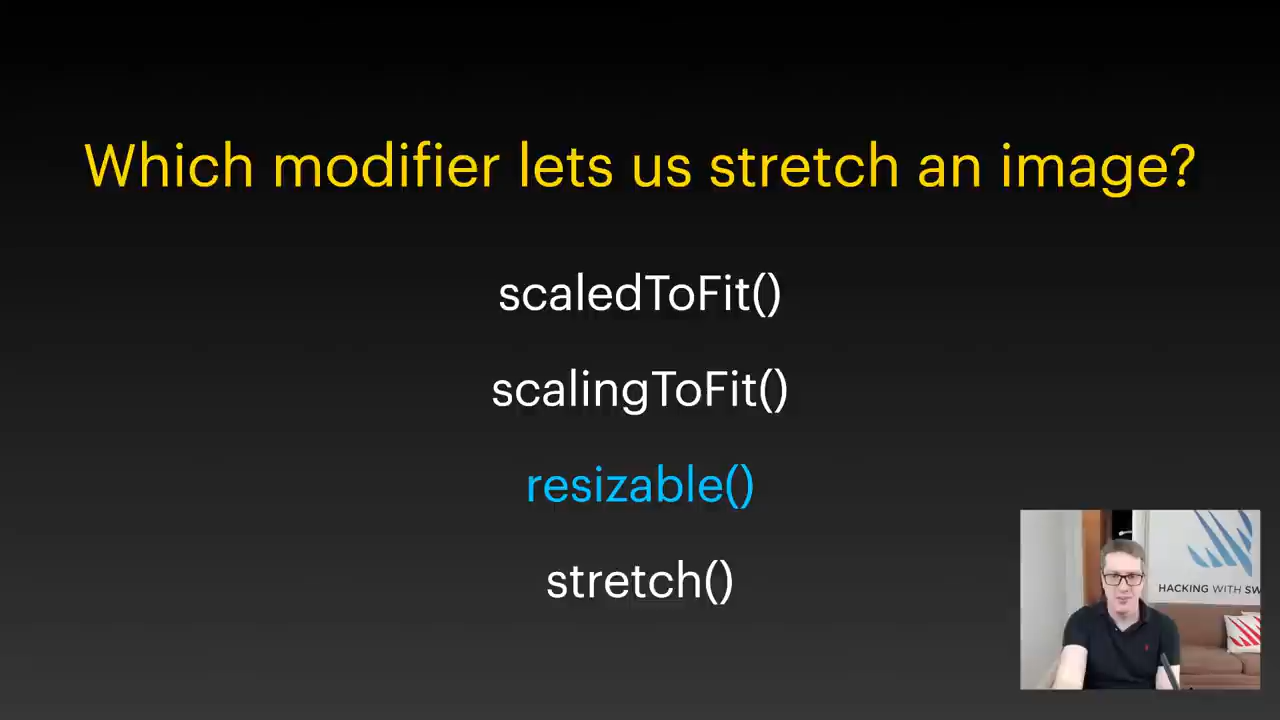 Which modifier lets us stretch an image?
scaledToFit()
scalingToFit()
resizable()
stretch()
HACKING WITH SW